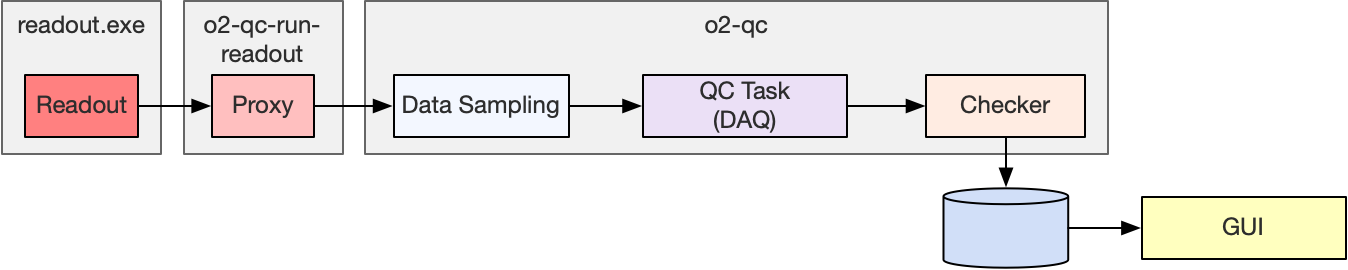 readout.exe
o2-qc-run-
readout
o2-qc
Readout
Proxy
Data Sampling
QC Task
(DAQ)
Checker
GUI